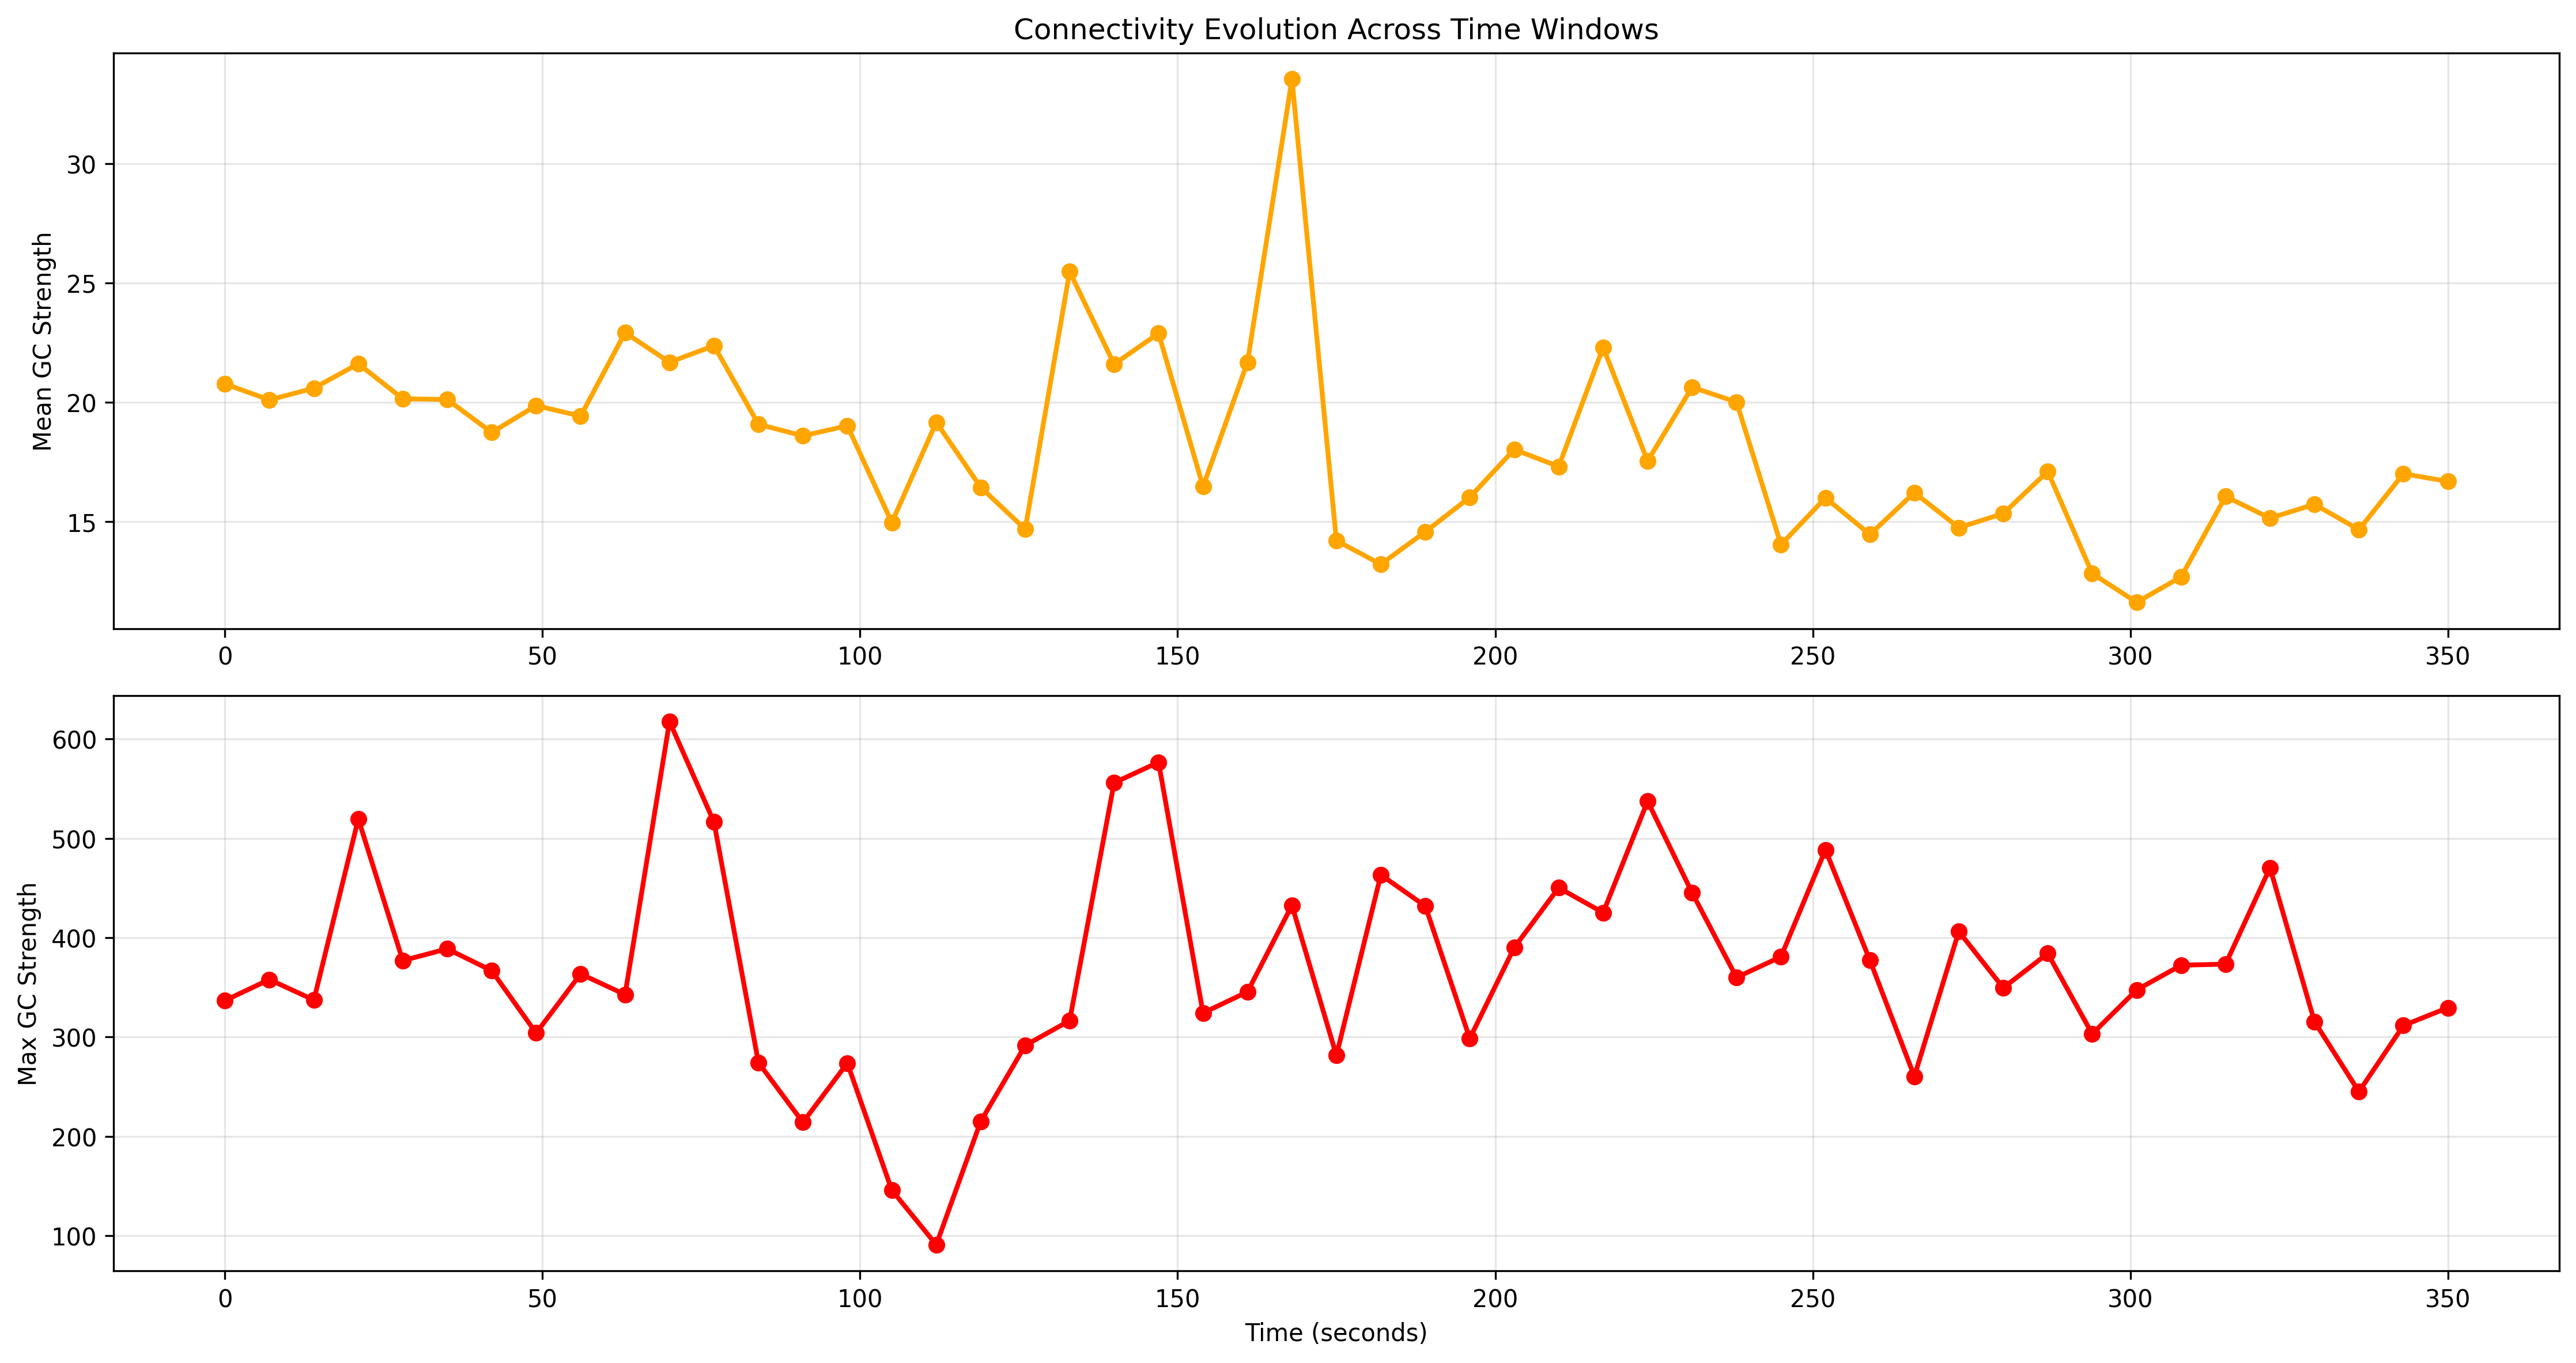 Connectivity Evolution Across Time Windows
Mean GC Strength
30
25
20
15
0 50 100 150 200 250 300 350
Max GC Strength
600
500
400
300
200
100
0 50 100 150 200 250 300 350
Time (seconds)